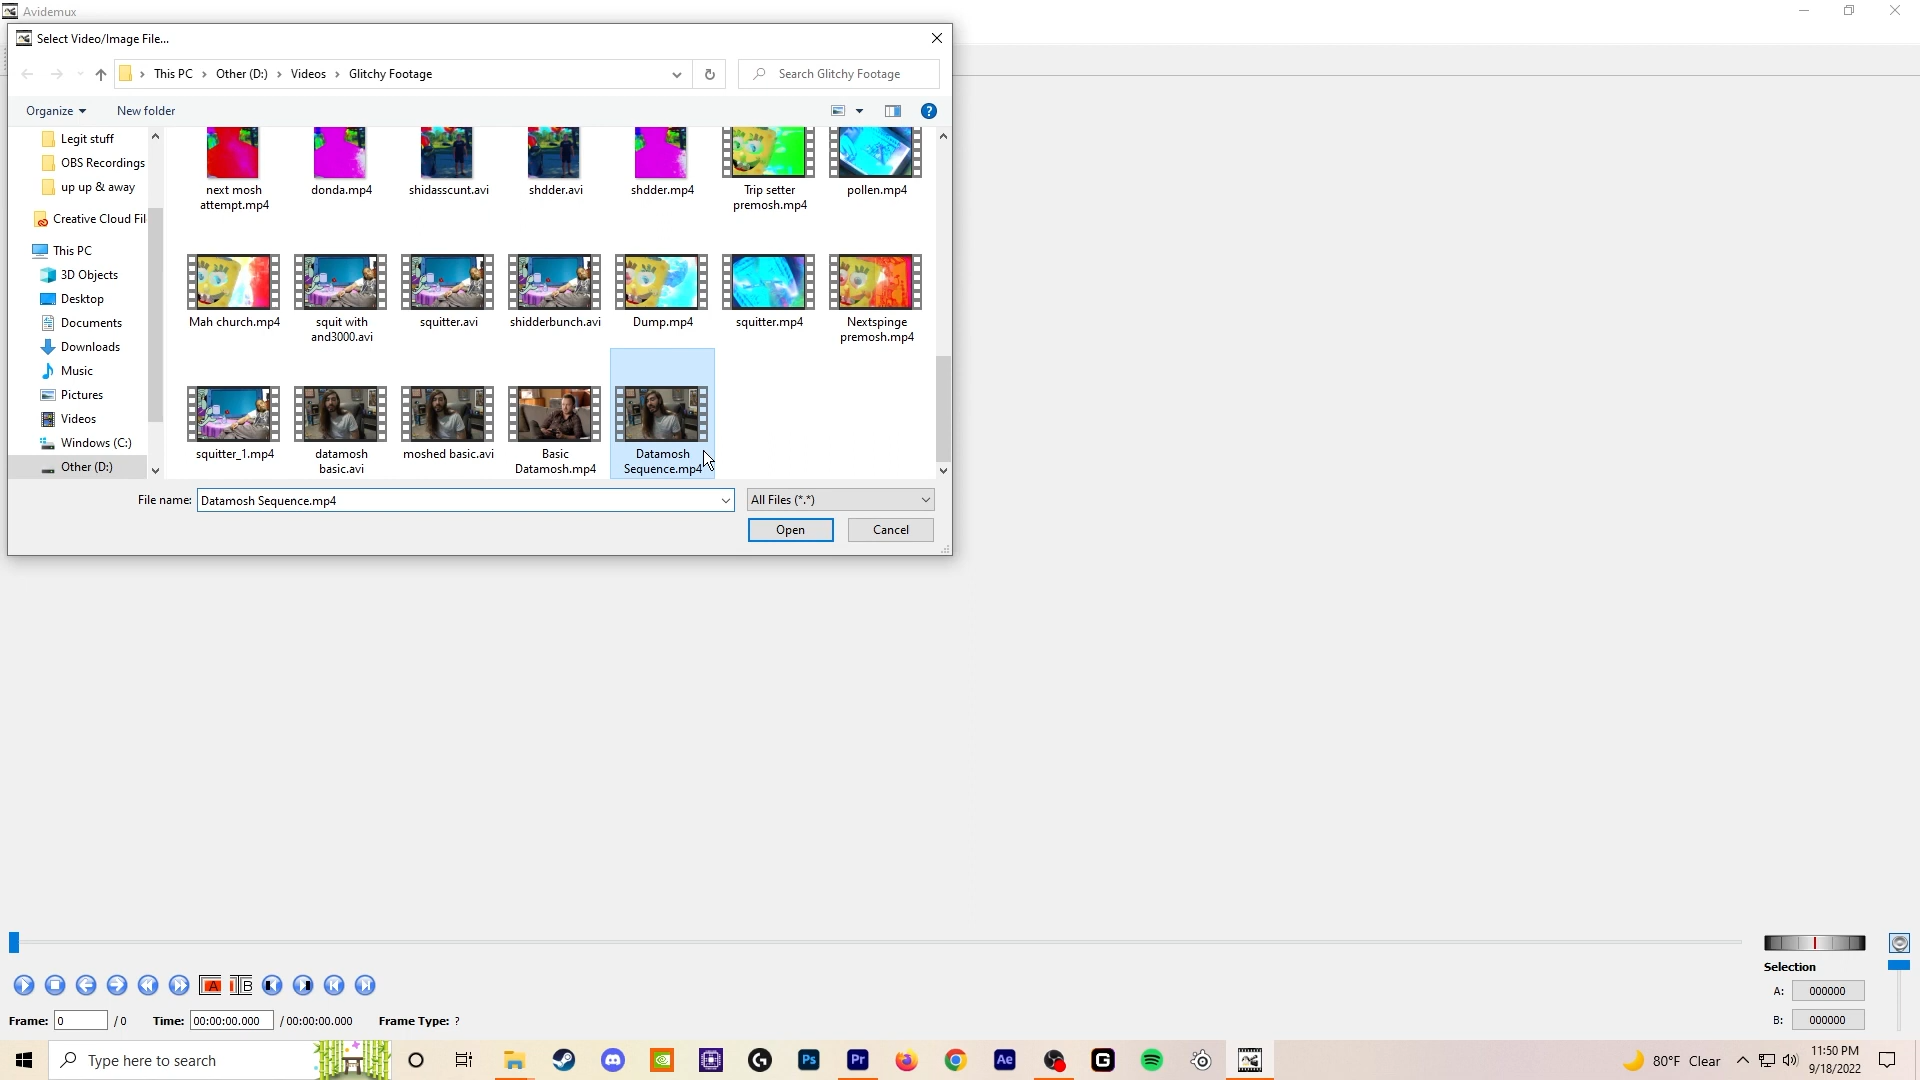 Avidemux
Select Video/Image File...
This PC
Other (D:)
Videos
Glitchy Footage
Search Glitchy Footage
Organize
New folder
Legit stuff
OBS Recordings
up up & away
Creative Cloud Fil
This PC
3D Objects
Desktop
Documents
Downloads
Music
Pictures
Videos
Windows (C:)
Other (D:)
next mosh
attempt.mp4
donda.mp4
shidasscunt.avi
shdder.avi
shdder.mp4
Trip setter
premosh.mp4
pollen.mp4
Mah church.mp4
squit with
and3000.avi
squitter.avi
shidderbunch.avi
Dump.mp4
squitter.mp4
Nextspinge
premosh.mp4
squitter_1.mp4
datamosh
basic.avi
moshed basic.avi
Basic
Datamosh.mp4
Datamosh
Sequence.mp4
File name: Datamosh Sequence.mp4
All Files (*.*)
Open
Cancel
Selection
A: 000000
B: 000000
A
B
Frame: 0 /0 Time: 00:00:00.000 /00:00:00.000 Frame Type: ?
Type here to search
Ps
Pr
Ae
G
80°F Clear
11:50 PM
9/18/2022